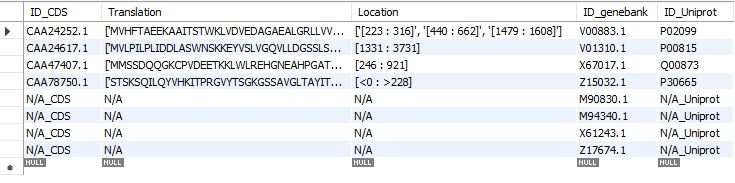 ID_CDS Translation Location ID_genebank ID_Uniprot
CAA24252.1 ['MVHFTAEEKAAITSTWKLVDVEDAGAEALGRLLVV... ['[223 : 316]', '[440 : 662]', '[1479 : 1608]'] V00883.1 P02099
CAA24617.1 ['MVLPILPLIDDLASWNSKKEYVSLVGQVLLDGSSLS... [1331 : 3731] V01310.1 P00815
CAA47407.1 ['MMSSDQQGKCPVDEETKKLWLREHGNEAHPGAT... [246 : 921] X67017.1 Q00873
CAA78750.1 ['STSKSQILQYVHKITPRGVYTSGKGSSAVGLTAYIT... [<0 : >228] Z15032.1 P30665
N/A_CDS N/A N/A M90830.1 N/A_Uniprot
N/A_CDS N/A N/A M94340.1 N/A_Uniprot
N/A_CDS N/A N/A X61243.1 N/A_Uniprot
N/A_CDS N/A N/A Z17674.1 N/A_Uniprot
NULL NULL NULL NULL NULL